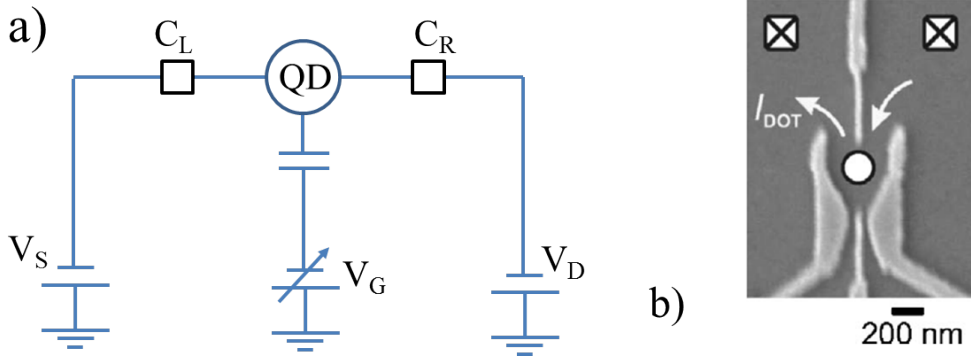 a)
C_L
C_R
QD
I_DOT
V_S
V_G
V_D
b)
200 nm